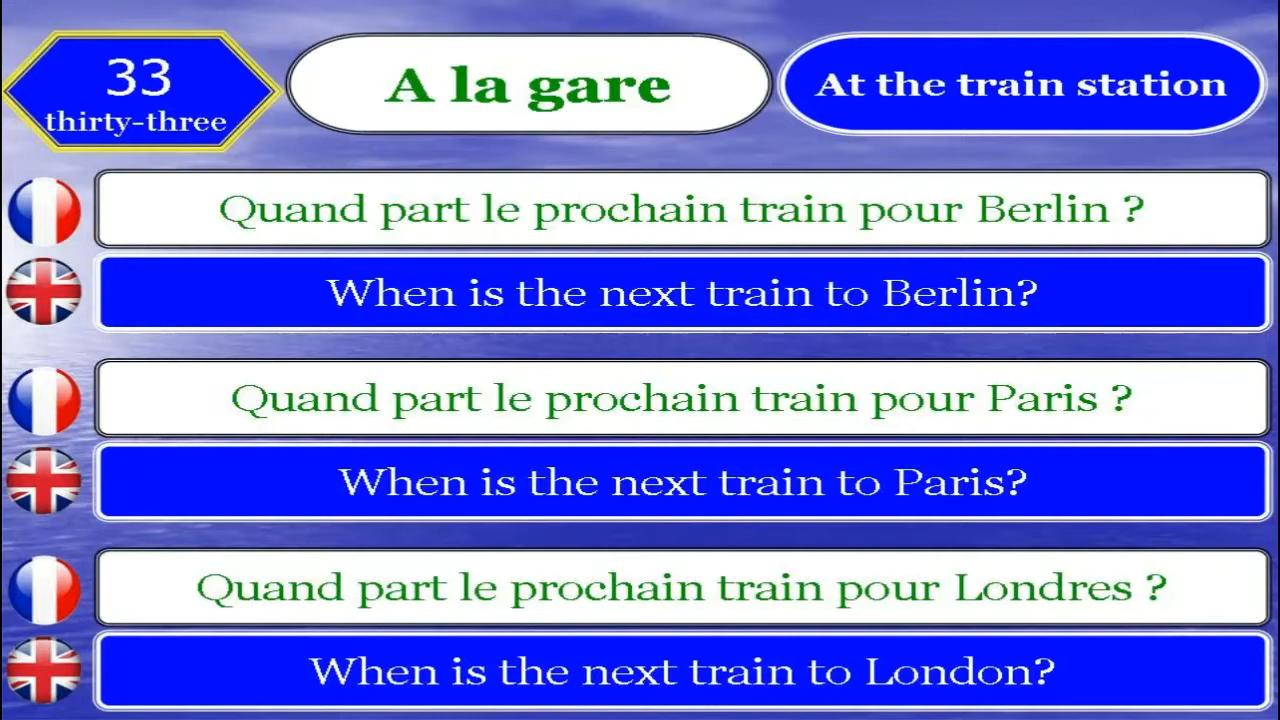 33
thirty-three
A la gare
At the train station
Quand part le prochain train pour Berlin ?
When is the next train to Berlin?
Quand part le prochain train pour Paris ?
When is the next train to Paris?
Quand part le prochain train pour Londres ?
When is the next train to London?